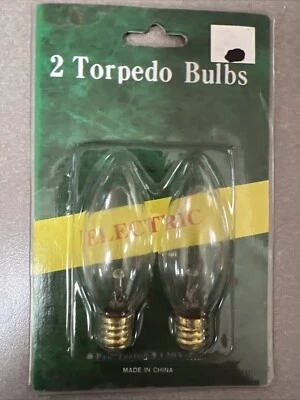 2 Torpedo Bulbs
ELECTRIC
MADE IN CHINA